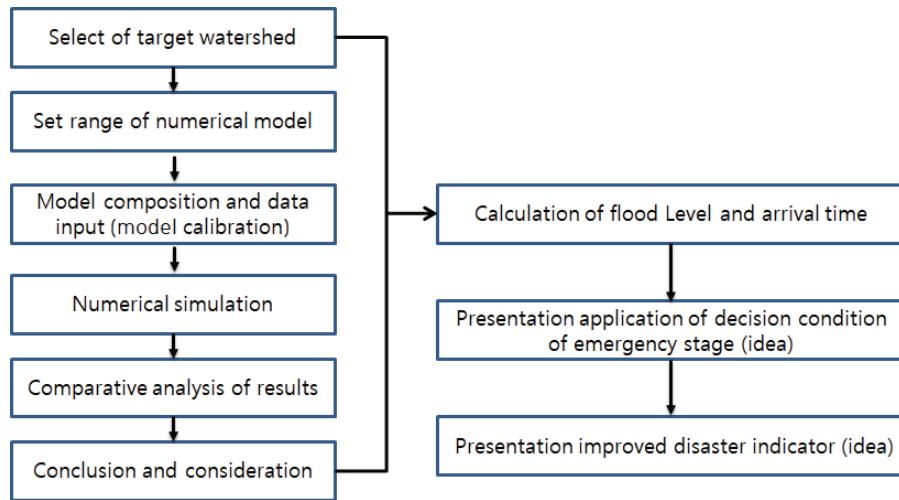 Select of target watershed
Set range of numerical model
Model composition and data
input (model calibration)
Numerical simulation
Comparative analysis of results
Conclusion and consideration
Calculation of flood Level and arrival time
Presentation application of decision condition
of emergency stage (idea)
Presentation improved disaster indicator (idea)